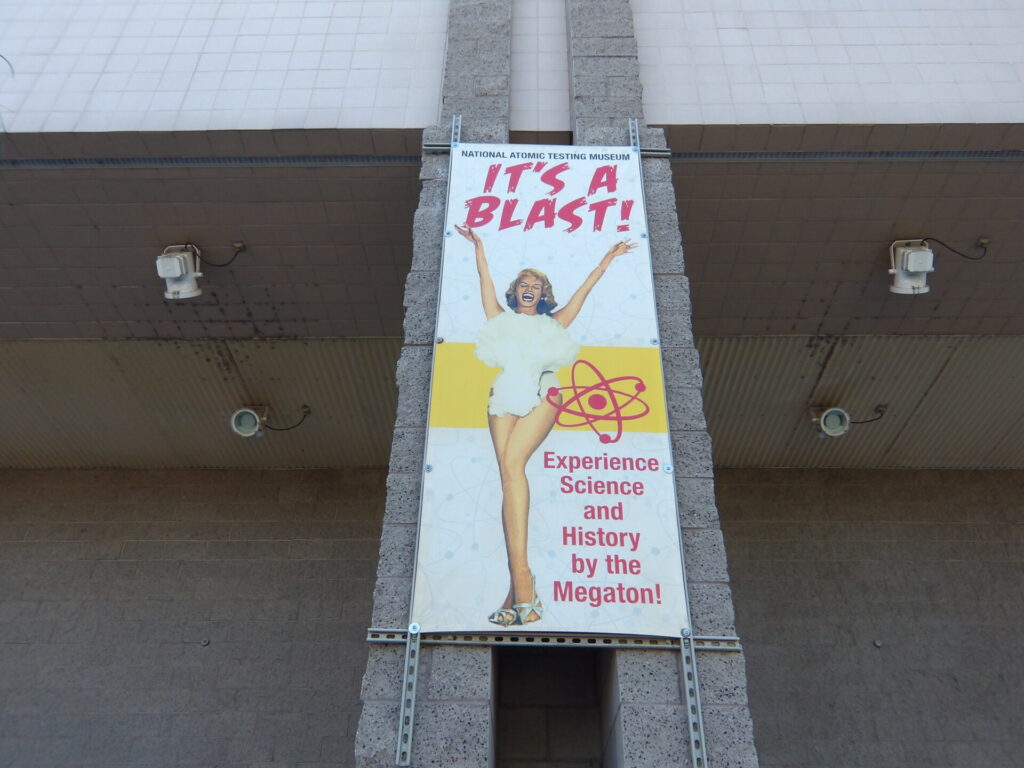 NATIONAL ATOMIC TESTING MUSEUM
IT'S A
BLAST!
Experience
Science
and
History
by the
Megaton!